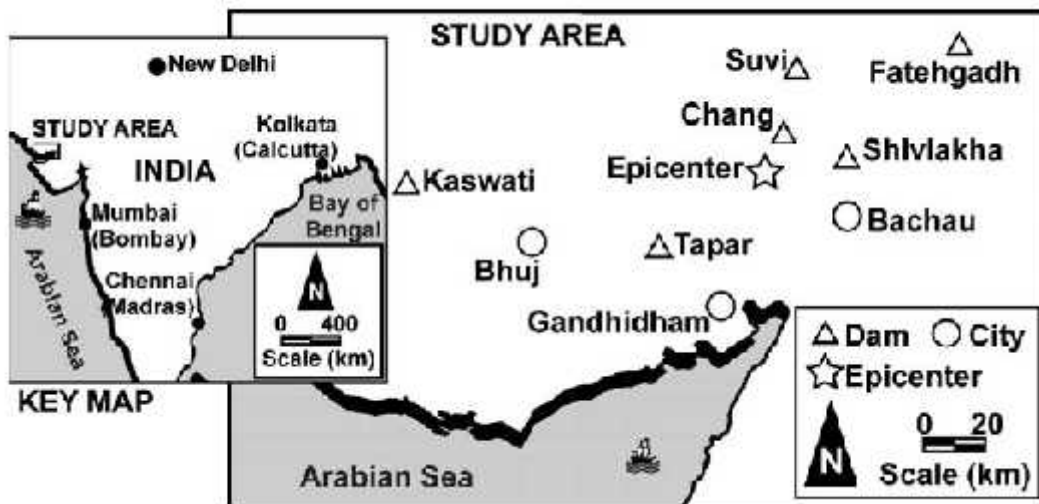 STUDY AREA
New Delhi
STUDY AREA
Kolkata
(Calcutta)
INDIA
Mumbai
(Bombay)
Bay of
Bengal
Chennai
(Madras)
Arabian Sea
N
0 400
Scale (km)
KEY MAP
Suvi
Fatehgadh
Chang
Shivlakha
Epicenter
Kaswati
Bachau
Bhuj
Tapar
Gandhidham
Arabian Sea
Dam City
Epicenter
N
0 20
Scale (km)